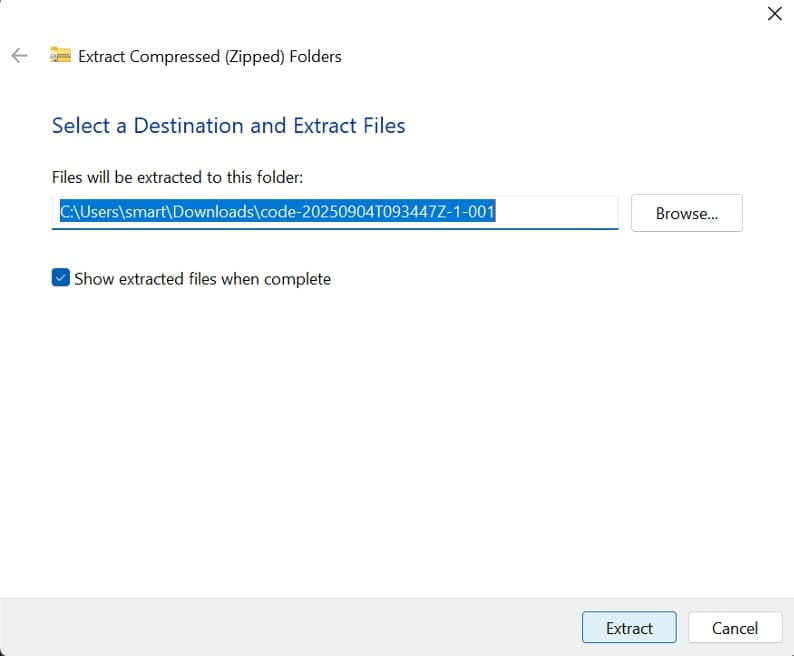 Extract Compressed (Zipped) Folders
Select a Destination and Extract Files
Files will be extracted to this folder:
C:\Users\smart\Downloads\code-20250904T093447Z-1-001
Browse...
Show extracted files when complete
Extract
Cancel